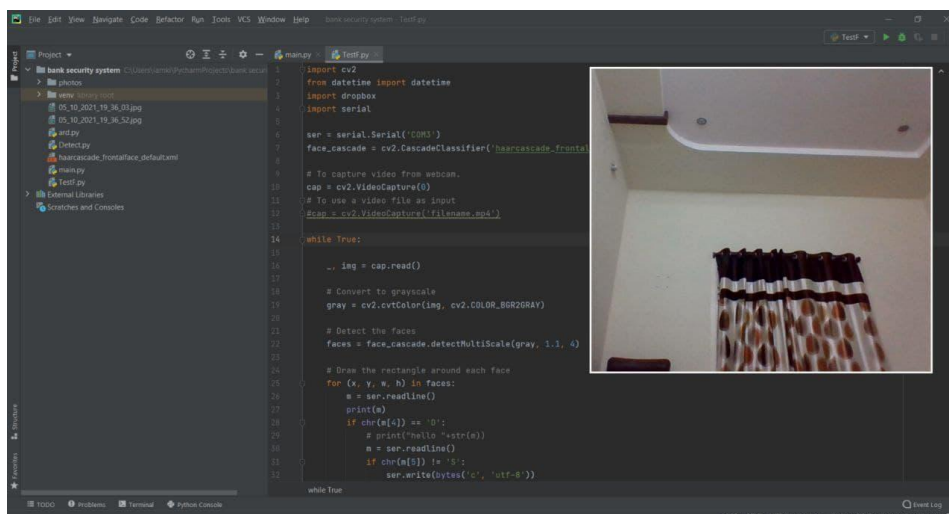 File Edit View Navigate Code Refactor Run Tools VCS Window Help bank security system - TestF.py
TestF
Project
main.py
TestF.py
bank security system
photos
venv library root
05_10_2021_19_36_03.jpg
05_10_2021_19_36_52.jpg
ard.py
Detect.py
haarcascade_frontalface_default.xml
main.py
TestF.py
External Libraries
Scratches and Consoles
1 import cv2
2 from datetime import datetime
3 import dropbox
4 import serial
5
6 ser = serial.Serial('COM3')
7 face_cascade = cv2.CascadeClassifier('haarcascade_frontal
8
9 # To capture video from webcam.
10 cap = cv2.VideoCapture(0)
11 # To use a video file as input
12 #cap = cv2.VideoCapture('filename.mp4')
13
14 while True:
15
16 _, img = cap.read()
17
18 # Convert to grayscale
19 gray = cv2.cvtColor(img, cv2.COLOR_BGR2GRAY)
20
21 # Detect the faces
22 faces = face_cascade.detectMultiScale(gray, 1.1, 4)
23
24 # Draw the rectangle around each face
25 for (x, y, w, h) in faces:
26 m = ser.readline()
27 print(m)
28 if chr(m[4]) == 'D':
29 # print("hello "+str(m))
30 m = ser.readline()
31 if chr(m[5]) != 'S':
32 ser.write(bytes('c', 'utf-8'))
while True
Structure
Favorites
TODO Problems Terminal Python Console
Event Log